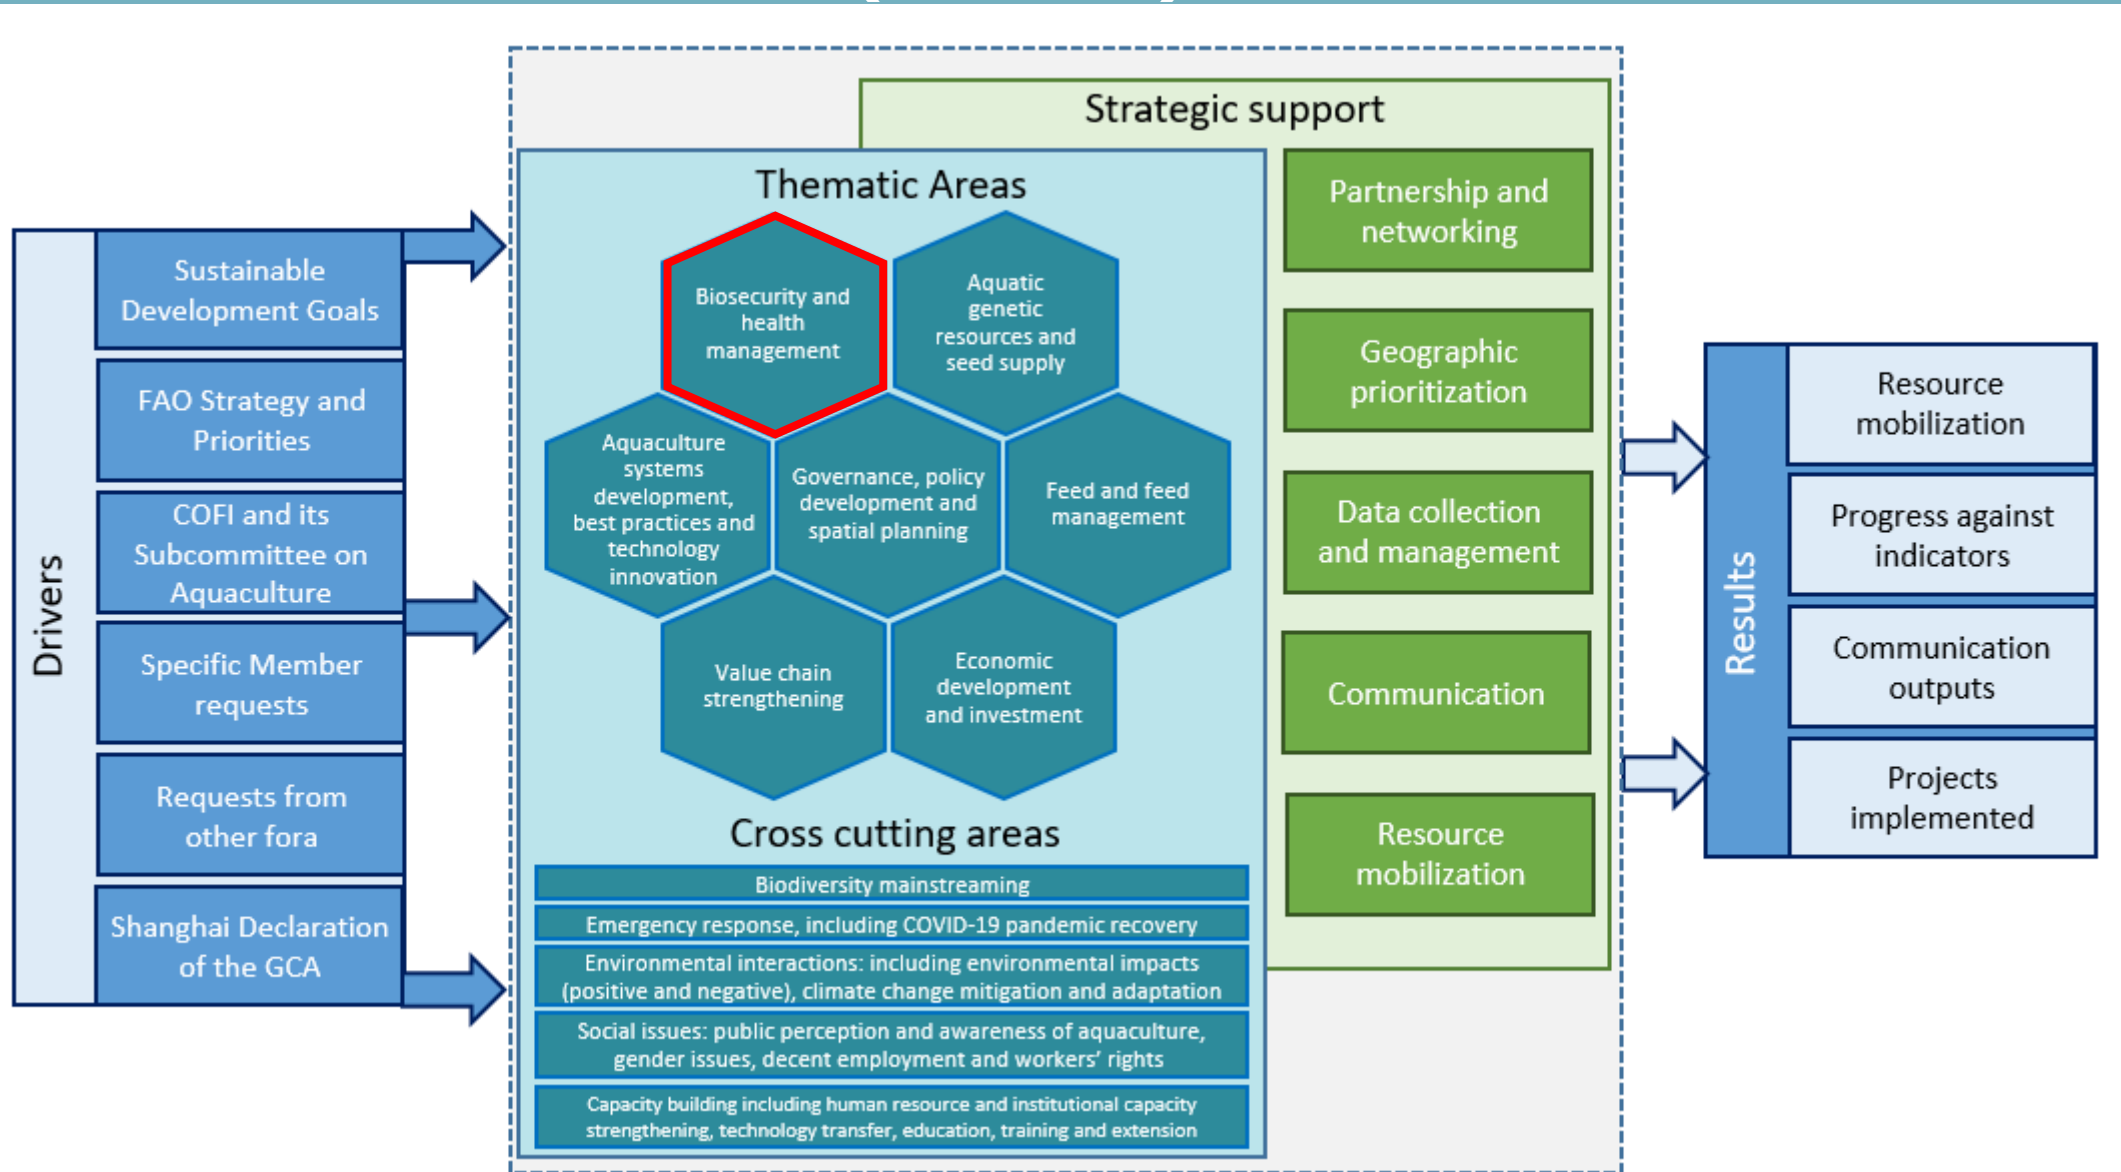 Drivers
Sustainable
Development Goals
FAO Strategy and
Priorities
COFI and its
Subcommittee on
Aquaculture
Specific Member
requests
Requests from
other fora
Shanghai Declaration
of the GCA
Strategic support
Thematic Areas
Biosecurity and
health
management
Aquatic
genetic
resources and
seed supply
Aquaculture
systems
development,
best practices and
technology
innovation
Governance, policy
development and
spatial planning
Feed and feed
management
Value chain
strengthening
Economic
development
and investment
Cross cutting areas
Biodiversity mainstreaming
Emergency response, including COVID-19 pandemic recovery
Environmental interactions: including environmental impacts
(positive and negative), climate change mitigation and adaptation
Social issues: public perception and awareness of aquaculture,
gender issues, decent employment and workers’ rights
Capacity building including human resource and institutional capacity
strengthening, technology transfer, education, training and extension
Partnership and
networking
Geographic
prioritization
Data collection
and management
Communication
Resource
mobilization
Results
Resource
mobilization
Progress against
indicators
Communication
outputs
Projects
implemented